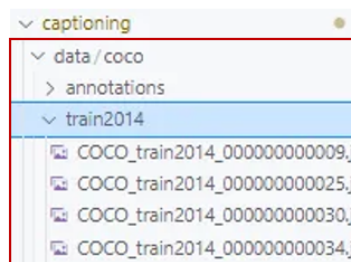 captioning
data/coco
annotations
train2014
COCO_train2014_000000000009.
COCO_train2014_000000000025.
COCO_train2014_000000000030.
COCO_train2014_000000000034.